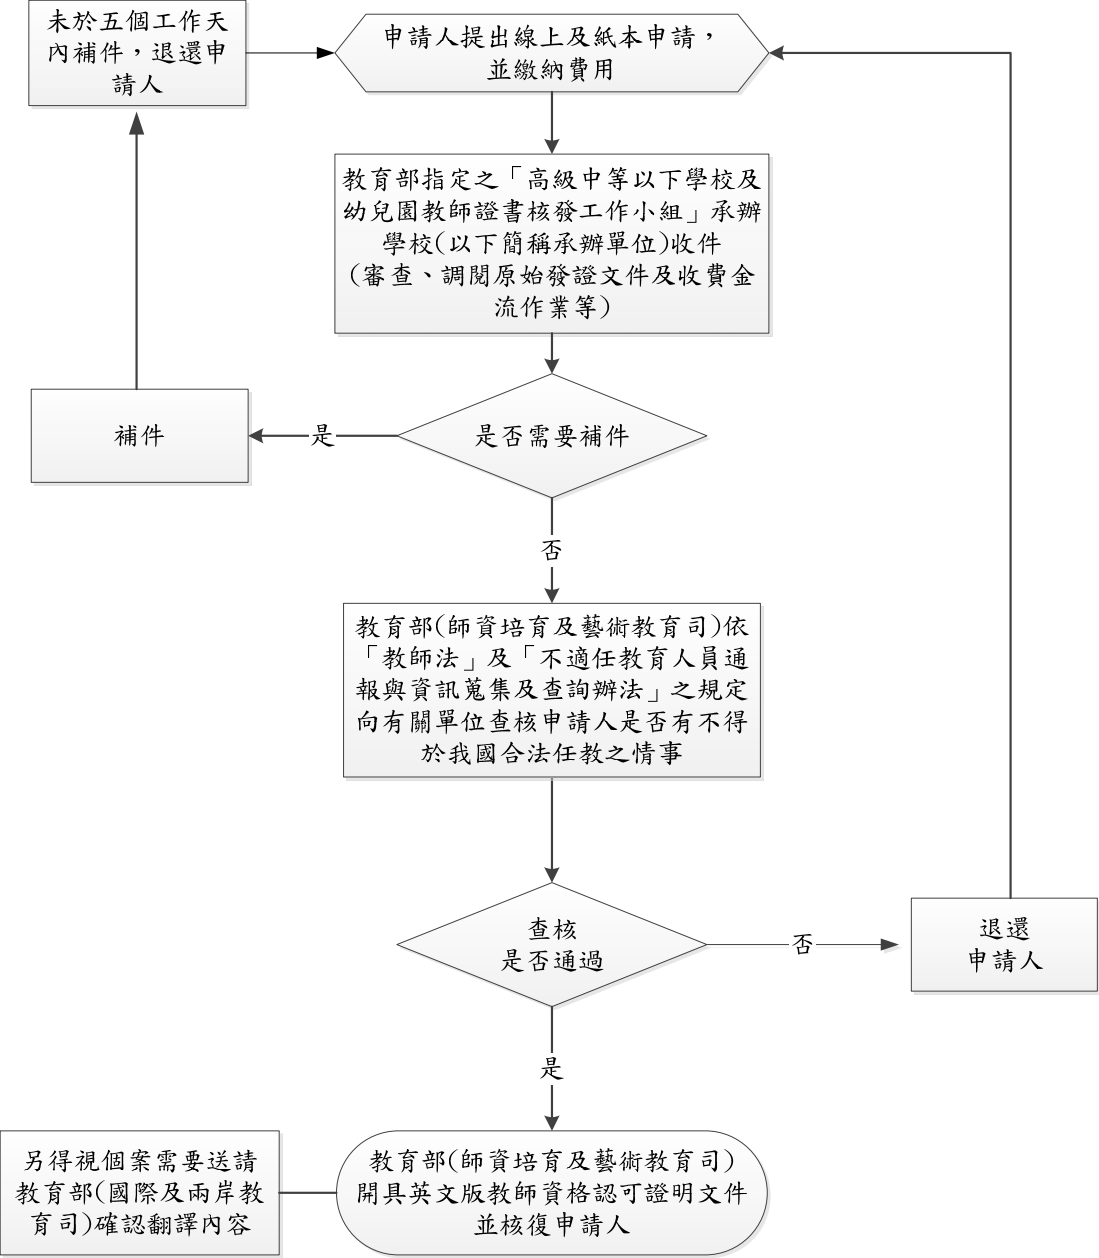 未於五個工作天
內補件，退還申
請人
申請人提出線上及紙本申請，
並繳納費用
教育部指定之「高級中等以下學校及
幼兒園教師證書核發工作小組」承辦
學校(以下簡稱承辦單位)收件
(審查、調閱原始發證文件及收費金
流作業等)
補件
是
是否需要補件
否
教育部(師資培育及藝術教育司)依
「教師法」及「不適任教育人員通
報與資訊蒐集及查詢辦法」之規定
向有關單位查核申請人是否有不得
於我國合法任教之情事
查核
是否通過
否
退還
申請人
是
另得視個案需要送請
教育部(國際及兩岸教
育司)確認翻譯內容
教育部(師資培育及藝術教育司)
開具英文版教師資格認可證明文件
並核復申請人